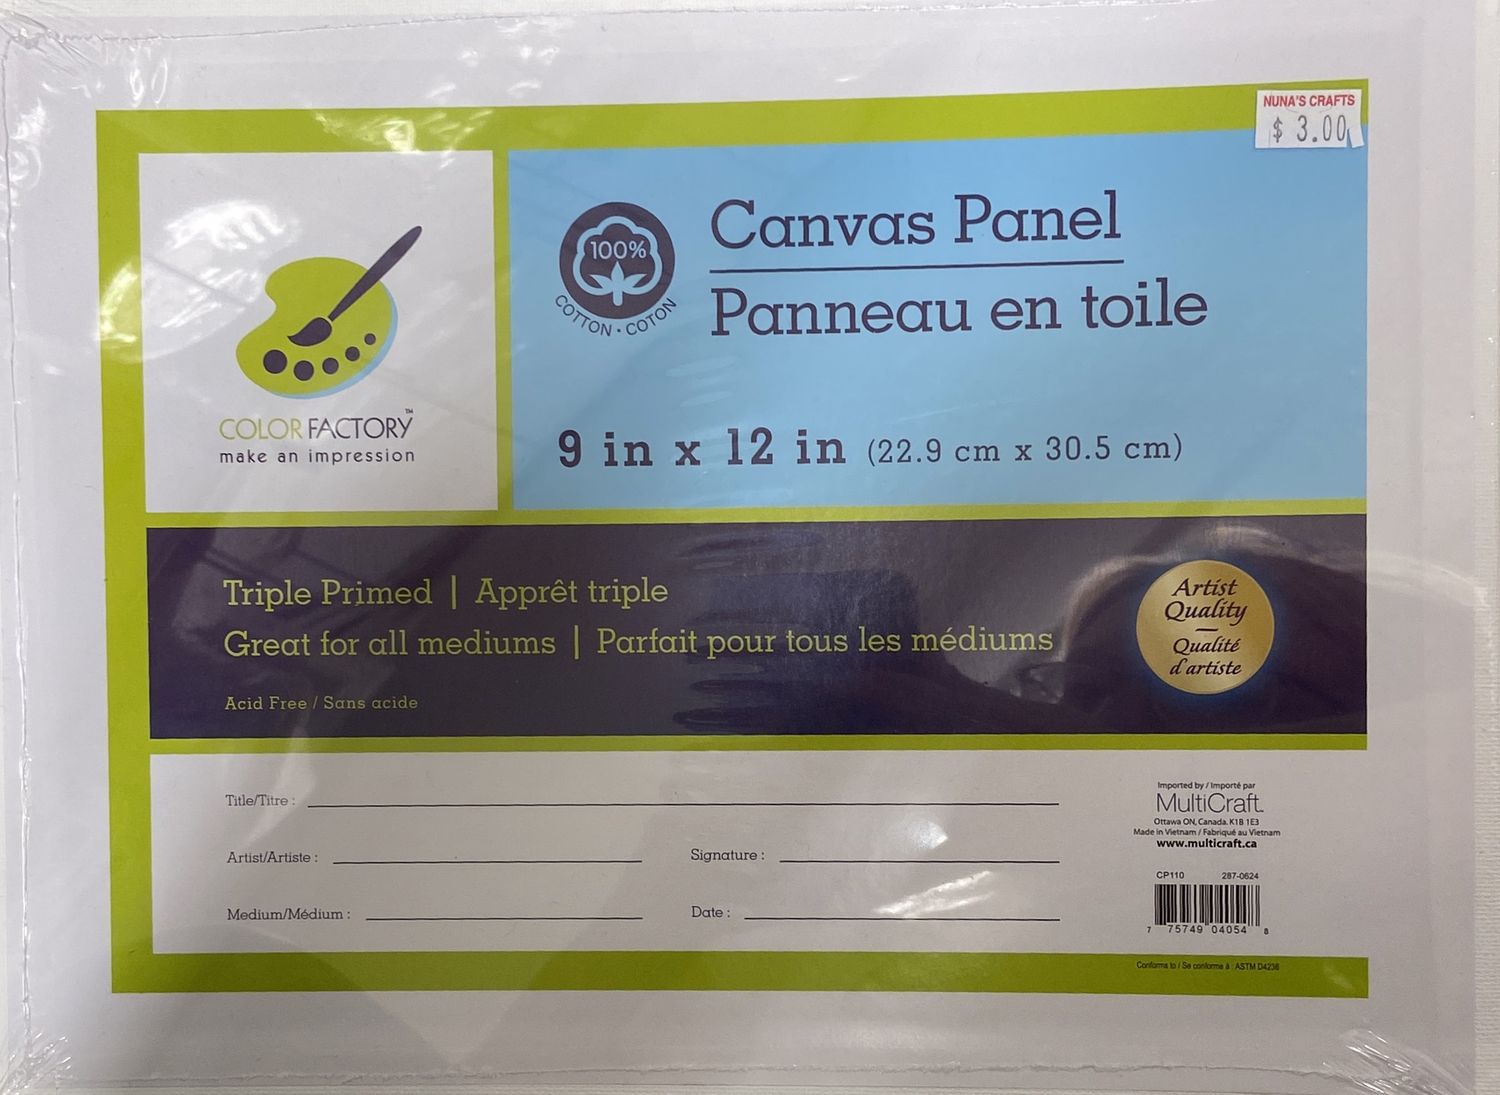 NUNA'S CRAFTS
$ 3.00
100%
COTTON · COTON
Canvas Panel
Panneau en toile
9 in x 12 in (22.9 cm x 30.5 cm)
COLOR FACTORY™
make an impression
Triple Primed | Apprêt triple
Great for all mediums | Parfait pour tous les médiums
Acid Free / Sans acide
Artist
Quality
Qualité
d'artiste
Title/Titre :
Artist/Artiste : Signature :
Medium/Médium : Date :
Imported by / Importé par
MultiCraft
Ottawa ON, Canada. K1B 1E3
Made in Vietnam / Fabriqué au Vietnam
www.multicraft.ca
CP110 287-0624
7 75749 04054 8
Conforms to / Se conforme à : ASTM D4236